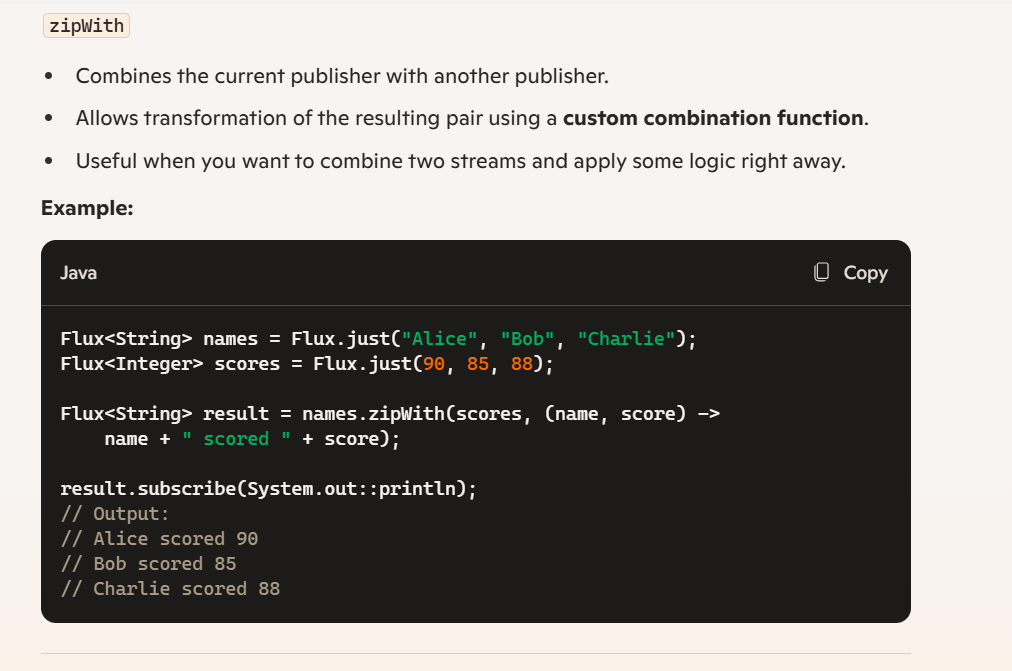 zipWith
• Combines the current publisher with another publisher.
• Allows transformation of the resulting pair using a custom combination function.
• Useful when you want to combine two streams and apply some logic right away.
Example:
Java Copy
Flux<String> names = Flux.just("Alice", "Bob", "Charlie");
Flux<Integer> scores = Flux.just(90, 85, 88);
Flux<String> result = names.zipWith(scores, (name, score) ->
    name + " scored " + score);
result.subscribe(System.out::println);
// Output:
// Alice scored 90
// Bob scored 85
// Charlie scored 88